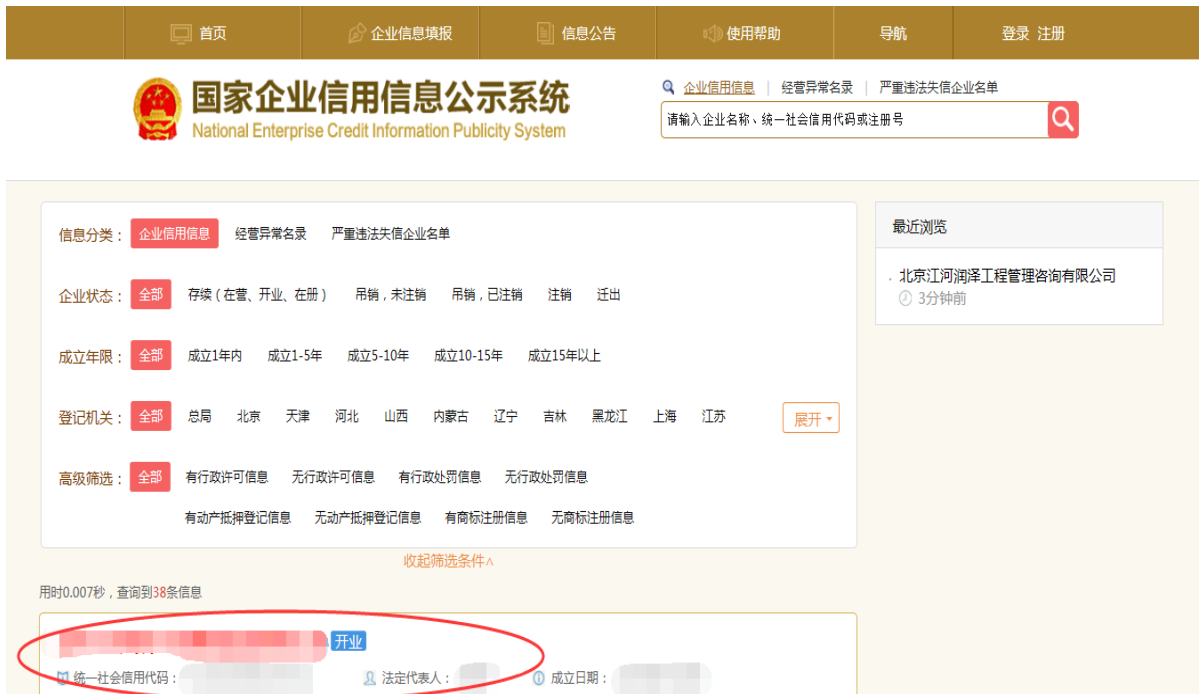 首页 企业信息填报 信息公告 使用帮助 导航 登录 注册
国家企业信用信息公示系统
National Enterprise Credit Information Publicity System
企业信用信息 | 经营异常名录 | 严重违法失信企业名单
请输入企业名称、统一社会信用代码或注册号
信息分类： 企业信用信息 经营异常名录 严重违法失信企业名单
企业状态： 全部 存续（在营、开业、在册） 吊销，未注销 吊销，已注销 注销 迁出
成立年限： 全部 成立1年内 成立1-5年 成立5-10年 成立10-15年 成立15年以上
登记机关： 全部 总局 北京 天津 河北 山西 内蒙古 辽宁 吉林 黑龙江 上海 江苏 展开
高级筛选： 全部 有行政许可信息 无行政许可信息 有行政处罚信息 无行政处罚信息
有动产抵押登记信息 无动产抵押登记信息 有商标注册信息 无商标注册信息
收起筛选条件∧
最近浏览
. 北京江河润泽工程管理咨询有限公司
3分钟前
用时0.007秒，查询到38条信息
开业
统一社会信用代码： 法定代表人： 成立日期：